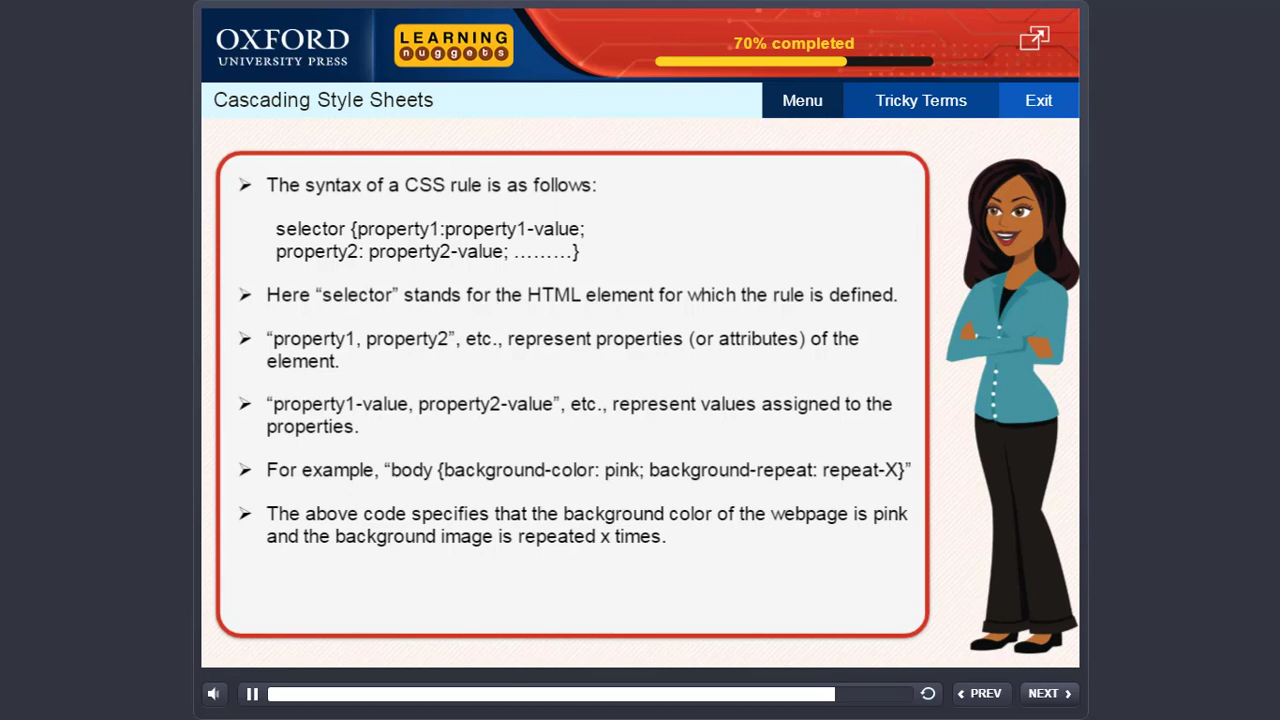 OXFORD
UNIVERSITY PRESS
LEARNING
nuggets
70% completed
Cascading Style Sheets
Menu
Tricky Terms
Exit
➢ The syntax of a CSS rule is as follows:
selector {property1:property1-value;
property2: property2-value; ………}
➢ Here “selector” stands for the HTML element for which the rule is defined.
➢ “property1, property2”, etc., represent properties (or attributes) of the
element.
➢ “property1-value, property2-value”, etc., represent values assigned to the
properties.
➢ For example, “body {background-color: pink; background-repeat: repeat-X}”
➢ The above code specifies that the background color of the webpage is pink
and the background image is repeated x times.
PREV
NEXT